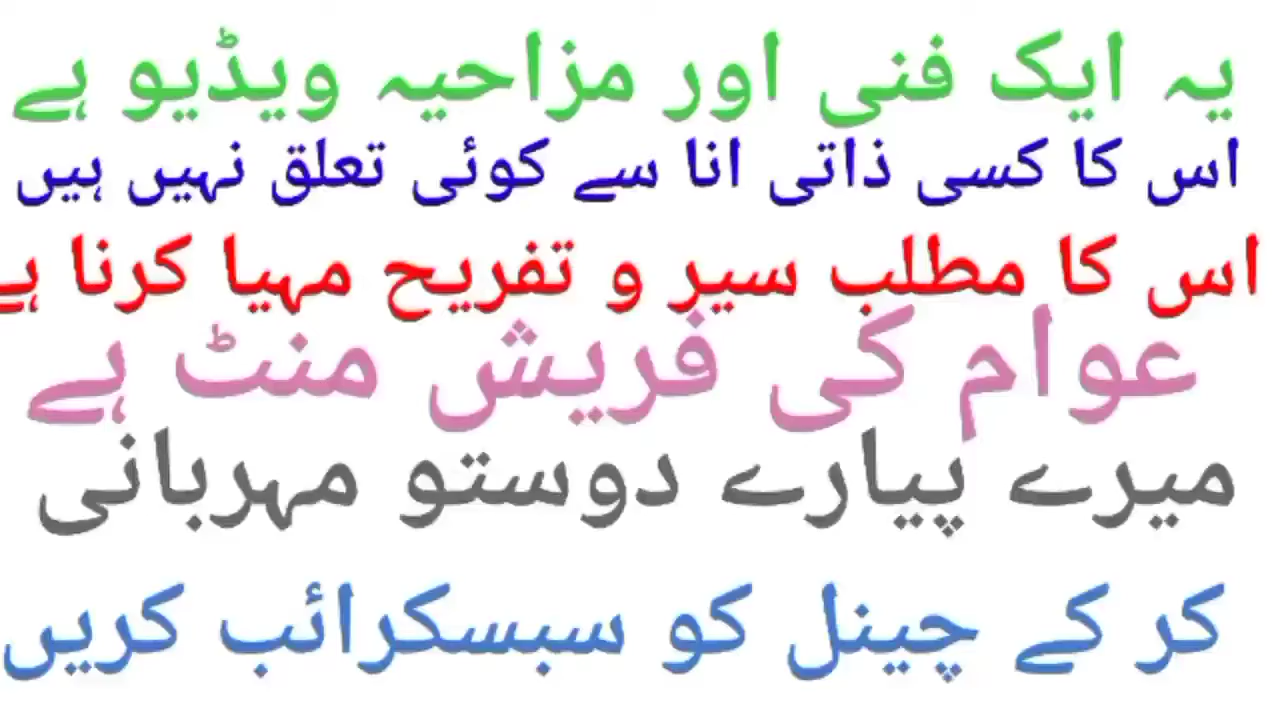 یہ ایک فنی اور مزاحیہ ویڈیو ہے
اس کا کسی ذاتی انا سے کوئی تعلق نہیں ہیں
اس کا مطلب سیر و تفریح مہیا کرنا ہے
عوام کی فریش منٹ ہے
میرے پیارے دوستو مہربانی
کر کے چینل کو سبسکرائب کریں